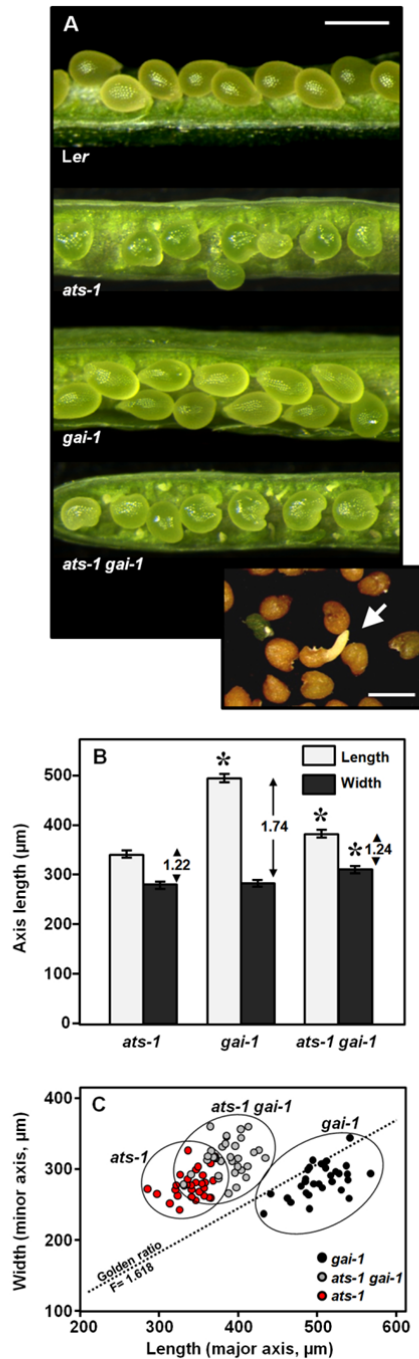 A
Ler
ats-1
gai-1
ats-1 gai-1
B
Length
Width
Axis length (µm)
500
400
300
200
100
0
1.22
1.74
1.24
*
*
*
ats-1
gai-1
ats-1 gai-1
C
ats-1 gai-1
gai-1
ats-1
Width (minor axis, µm)
400
300
200
100
Golden ratio
F= 1.618
gai-1
ats-1 gai-1
ats-1
200
300
400
500
600
Length (major axis, µm)